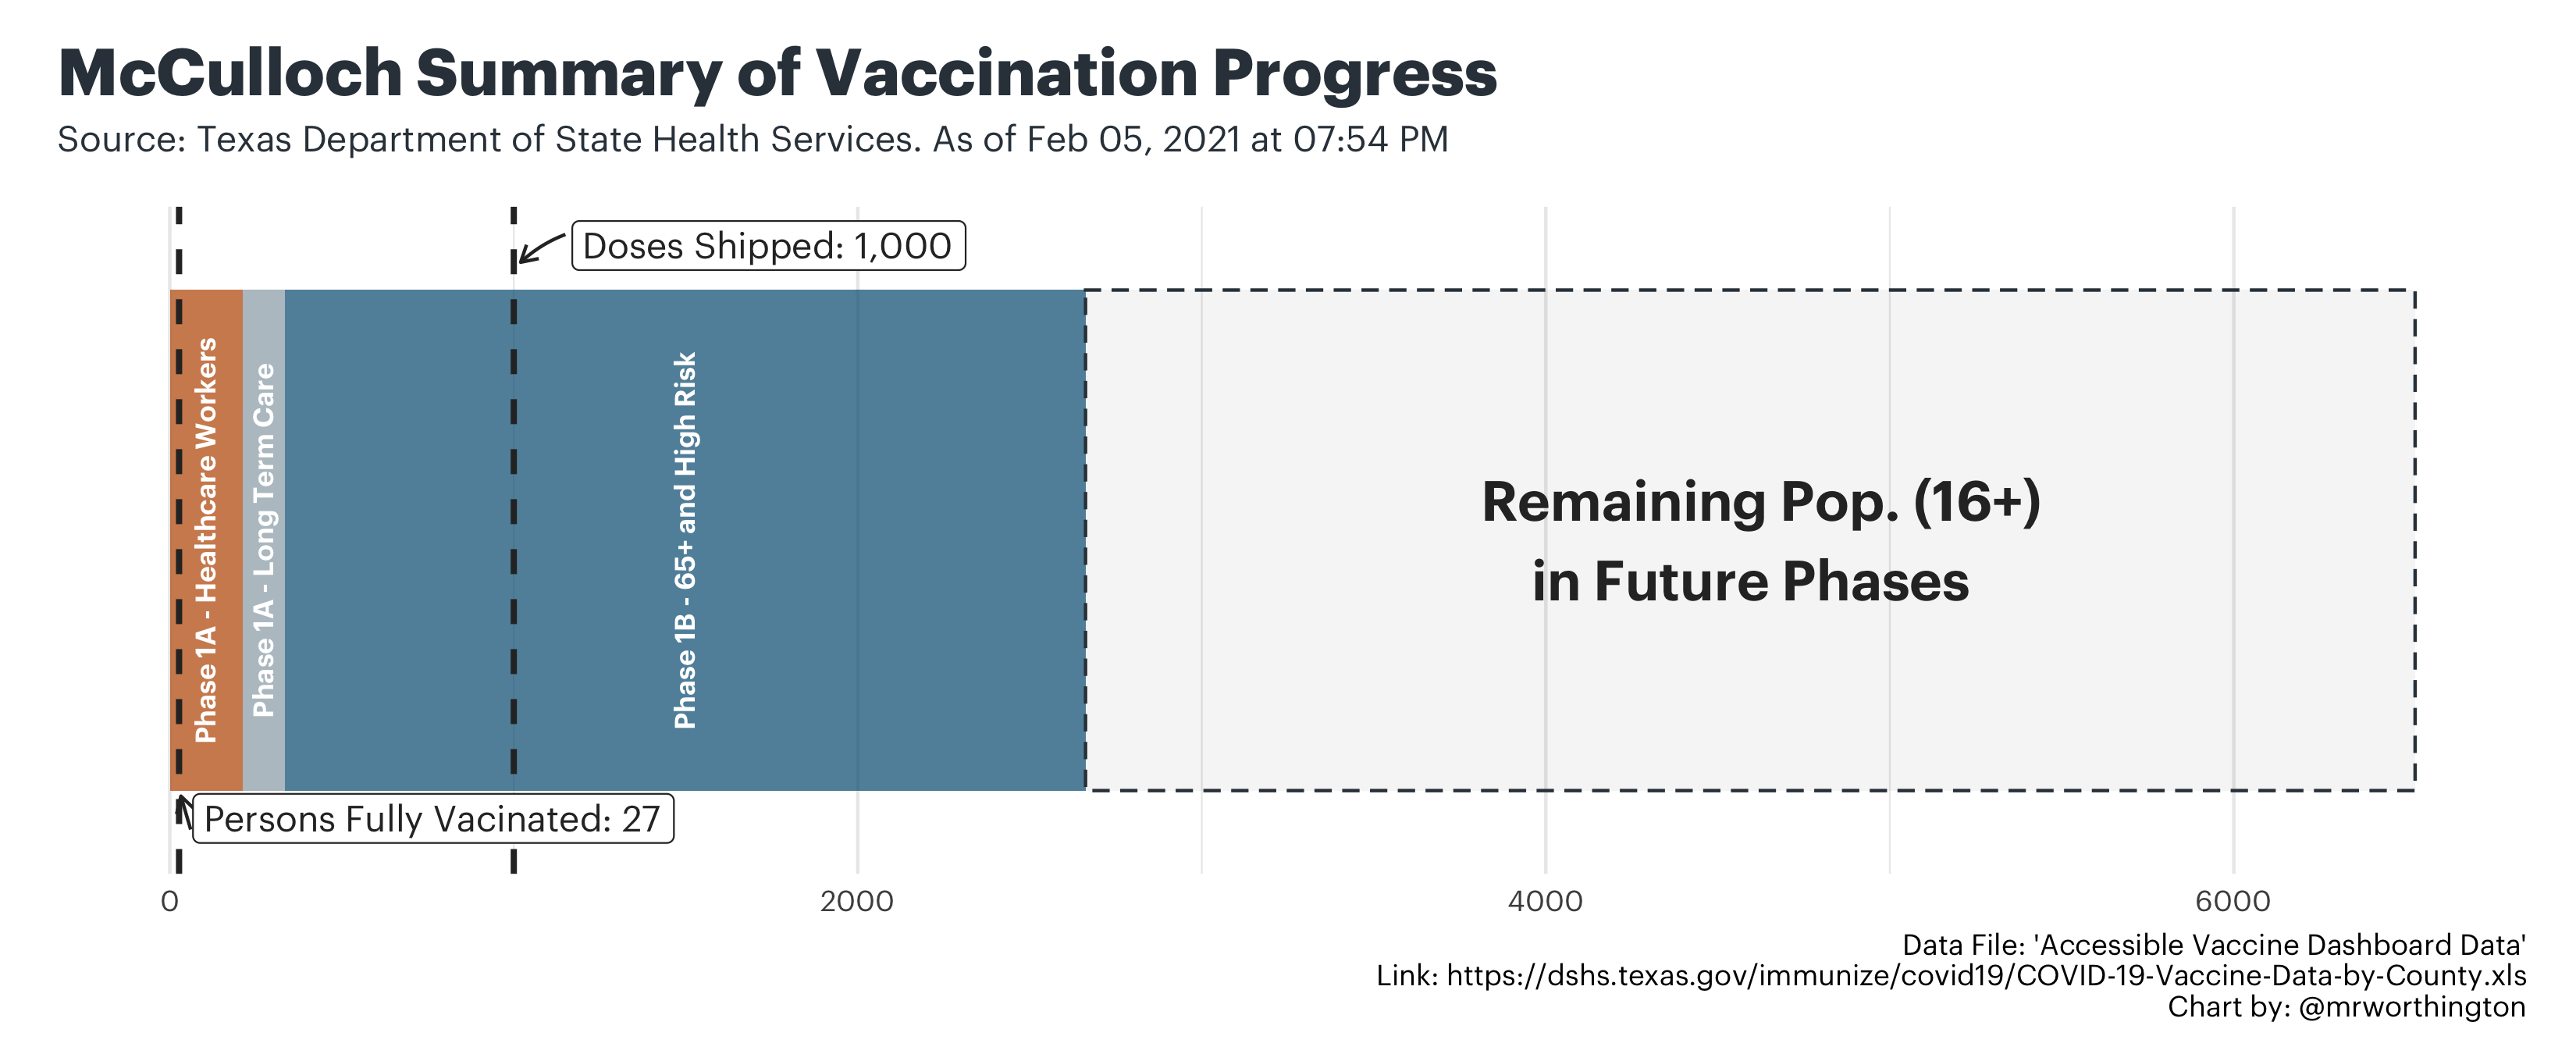 McCulloch Summary of Vaccination Progress
Source: Texas Department of State Health Services. As of Feb 05, 2021 at 07:54 PM
Doses Shipped: 1,000
Phase 1A - Healthcare Workers
Phase 1A - Long Term Care
Phase 1B - 65+ and High Risk
Remaining Pop. (16+)
in Future Phases
Persons Fully Vacinated: 27
0
2000
4000
6000
Data File: 'Accessible Vaccine Dashboard Data'
Link: https://dshs.texas.gov/immunize/covid19/COVID-19-Vaccine-Data-by-County.xls
Chart by: @mrworthington